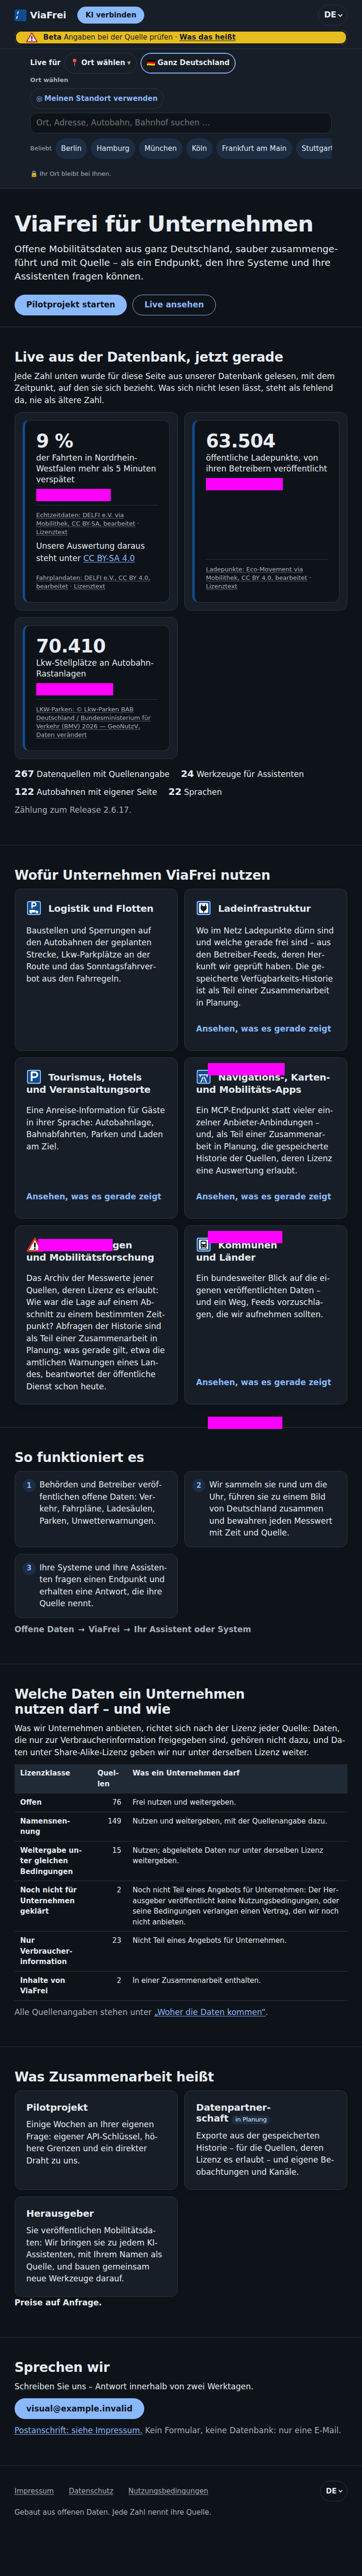 ViaFrei
KI verbinden
DE
Beta Angaben bei der Quelle prüfen · Was das heißt
Live für
Ort wählen
Ganz Deutschland
Ort wählen
Meinen Standort verwenden
Ort, Adresse, Autobahn, Bahnhof suchen …
Beliebt Berlin Hamburg München Köln Frankfurt am Main Stuttgart
Ihr Ort bleibt bei Ihnen.
ViaFrei für Unternehmen
Offene Mobilitätsdaten aus ganz Deutschland, sauber zusammenge-
führt und mit Quelle – als ein Endpunkt, den Ihre Systeme und Ihre
Assistenten fragen können.
Pilotprojekt starten
Live ansehen
Live aus der Datenbank, jetzt gerade
Jede Zahl unten wurde für diese Seite aus unserer Datenbank gelesen, mit dem
Zeitpunkt, auf den sie sich bezieht. Was sich nicht lesen lässt, steht als fehlend
da, nie als ältere Zahl.
9 %
der Fahrten in Nordrhein-
Westfalen mehr als 5 Minuten
verspätet
Echtzeitdaten: DELFI e.V. via
Mobilithek, CC BY-SA, bearbeitet ·
Lizenztext
Unsere Auswertung daraus
steht unter CC BY-SA 4.0
Fahrplandaten: DELFI e.V., CC BY 4.0,
bearbeitet · Lizenztext
63.504
öffentliche Ladepunkte, von
ihren Betreibern veröffentlicht
Ladepunkte: Eco-Movement via
Mobilithek, CC BY 4.0, bearbeitet ·
Lizenztext
70.410
Lkw-Stellplätze an Autobahn-
Rastanlagen
LKW-Parken: © Lkw-Parken BAB
Deutschland / Bundesministerium für
Verkehr (BMV) 2026 — GeoNutzV,
Daten verändert
267 Datenquellen mit Quellenangabe 24 Werkzeuge für Assistenten
122 Autobahnen mit eigener Seite 22 Sprachen
Zählung zum Release 2.6.17.
Wofür Unternehmen ViaFrei nutzen
Logistik und Flotten
Baustellen und Sperrungen auf
den Autobahnen der geplanten
Strecke, Lkw-Parkplätze an der
Route und das Sonntagsfahrver-
bot aus den Fahrregeln.
Ladeinfrastruktur
Wo im Netz Ladepunkte dünn sind
und welche gerade frei sind – aus
den Betreiber-Feeds, deren Her-
kunft wir geprüft haben. Die ge-
speicherte Verfügbarkeits-Historie
ist als Teil einer Zusammenarbeit
in Planung.
Ansehen, was es gerade zeigt
Tourismus, Hotels
und Veranstaltungsorte
Eine Anreise-Information für Gäste
in ihrer Sprache: Autobahnlage,
Bahnabfahrten, Parken und Laden
am Ziel.
Ansehen, was es gerade zeigt
Navigations-, Karten-
und Mobilitäts-Apps
Ein MCP-Endpunkt statt vieler ein-
zelner Anbieter-Anbindungen –
und, als Teil einer Zusammenar-
beit in Planung, die gespeicherte
Historie der Quellen, deren Lizenz
eine Auswertung erlaubt.
Ansehen, was es gerade zeigt
gen
und Mobilitätsforschung
Das Archiv der Messwerte jener
Quellen, deren Lizenz es erlaubt:
Wie war die Lage auf einem Ab-
schnitt zu einem bestimmten Zeit-
punkt? Abfragen der Historie sind
als Teil einer Zusammenarbeit in
Planung; was gerade gilt, etwa die
amtlichen Warnungen eines Lan-
des, beantwortet der öffentliche
Dienst schon heute.
Kommunen
und Länder
Ein bundesweiter Blick auf die ei-
genen veröffentlichten Daten –
und ein Weg, Feeds vorzuschla-
gen, die wir aufnehmen sollten.
Ansehen, was es gerade zeigt
So funktioniert es
1 Behörden und Betreiber veröf-
fentlichen offene Daten: Ver-
kehr, Fahrpläne, Ladesäulen,
Parken, Unwetterwarnungen.
2 Wir sammeln sie rund um die
Uhr, führen sie zu einem Bild
von Deutschland zusammen
und bewahren jeden Messwert
mit Zeit und Quelle.
3 Ihre Systeme und Ihre Assisten-
ten fragen einen Endpunkt und
erhalten eine Antwort, die ihre
Quelle nennt.
Offene Daten → ViaFrei → Ihr Assistent oder System
Welche Daten ein Unternehmen
nutzen darf – und wie
Was wir Unternehmen anbieten, richtet sich nach der Lizenz jeder Quelle: Daten,
die nur zur Verbraucherinformation freigegeben sind, gehören nicht dazu, und Da-
ten unter Share-Alike-Lizenz geben wir nur unter derselben Lizenz weiter.
Lizenzklasse Quel-
len Was ein Unternehmen darf
Offen 76 Frei nutzen und weitergeben.
Namensnen-
nung 149 Nutzen und weitergeben, mit der Quellenangabe dazu.
Weitergabe un-
ter gleichen
Bedingungen 15 Nutzen; abgeleitete Daten nur unter derselben Lizenz
weitergeben.
Noch nicht für
Unternehmen
geklärt 2 Noch nicht Teil eines Angebots für Unternehmen: Der Her-
ausgeber veröffentlicht keine Nutzungsbedingungen, oder
seine Bedingungen verlangen einen Vertrag, den wir noch
nicht anbieten.
Nur
Verbraucher-
information 23 Nicht Teil eines Angebots für Unternehmen.
Inhalte von
ViaFrei 2 In einer Zusammenarbeit enthalten.
Alle Quellenangaben stehen unter „Woher die Daten kommen“.
Was Zusammenarbeit heißt
Pilotprojekt
Einige Wochen an Ihrer eigenen
Frage: eigener API-Schlüssel, hö-
here Grenzen und ein direkter
Draht zu uns.
Datenpartner-
schaft in Planung
Exporte aus der gespeicherten
Historie – für die Quellen, deren
Lizenz es erlaubt – und eigene Be-
obachtungen und Kanäle.
Herausgeber
Sie veröffentlichen Mobilitätsda-
ten: Wir bringen sie zu jedem KI-
Assistenten, mit Ihrem Namen als
Quelle, und bauen gemeinsam
neue Werkzeuge darauf.
Preise auf Anfrage.
Sprechen wir
Schreiben Sie uns – Antwort innerhalb von zwei Werktagen.
visual@example.invalid
Postanschrift: siehe Impressum. Kein Formular, keine Datenbank: nur eine E-Mail.
Impressum Datenschutz Nutzungsbedingungen
DE
Gebaut aus offenen Daten. Jede Zahl nennt ihre Quelle.